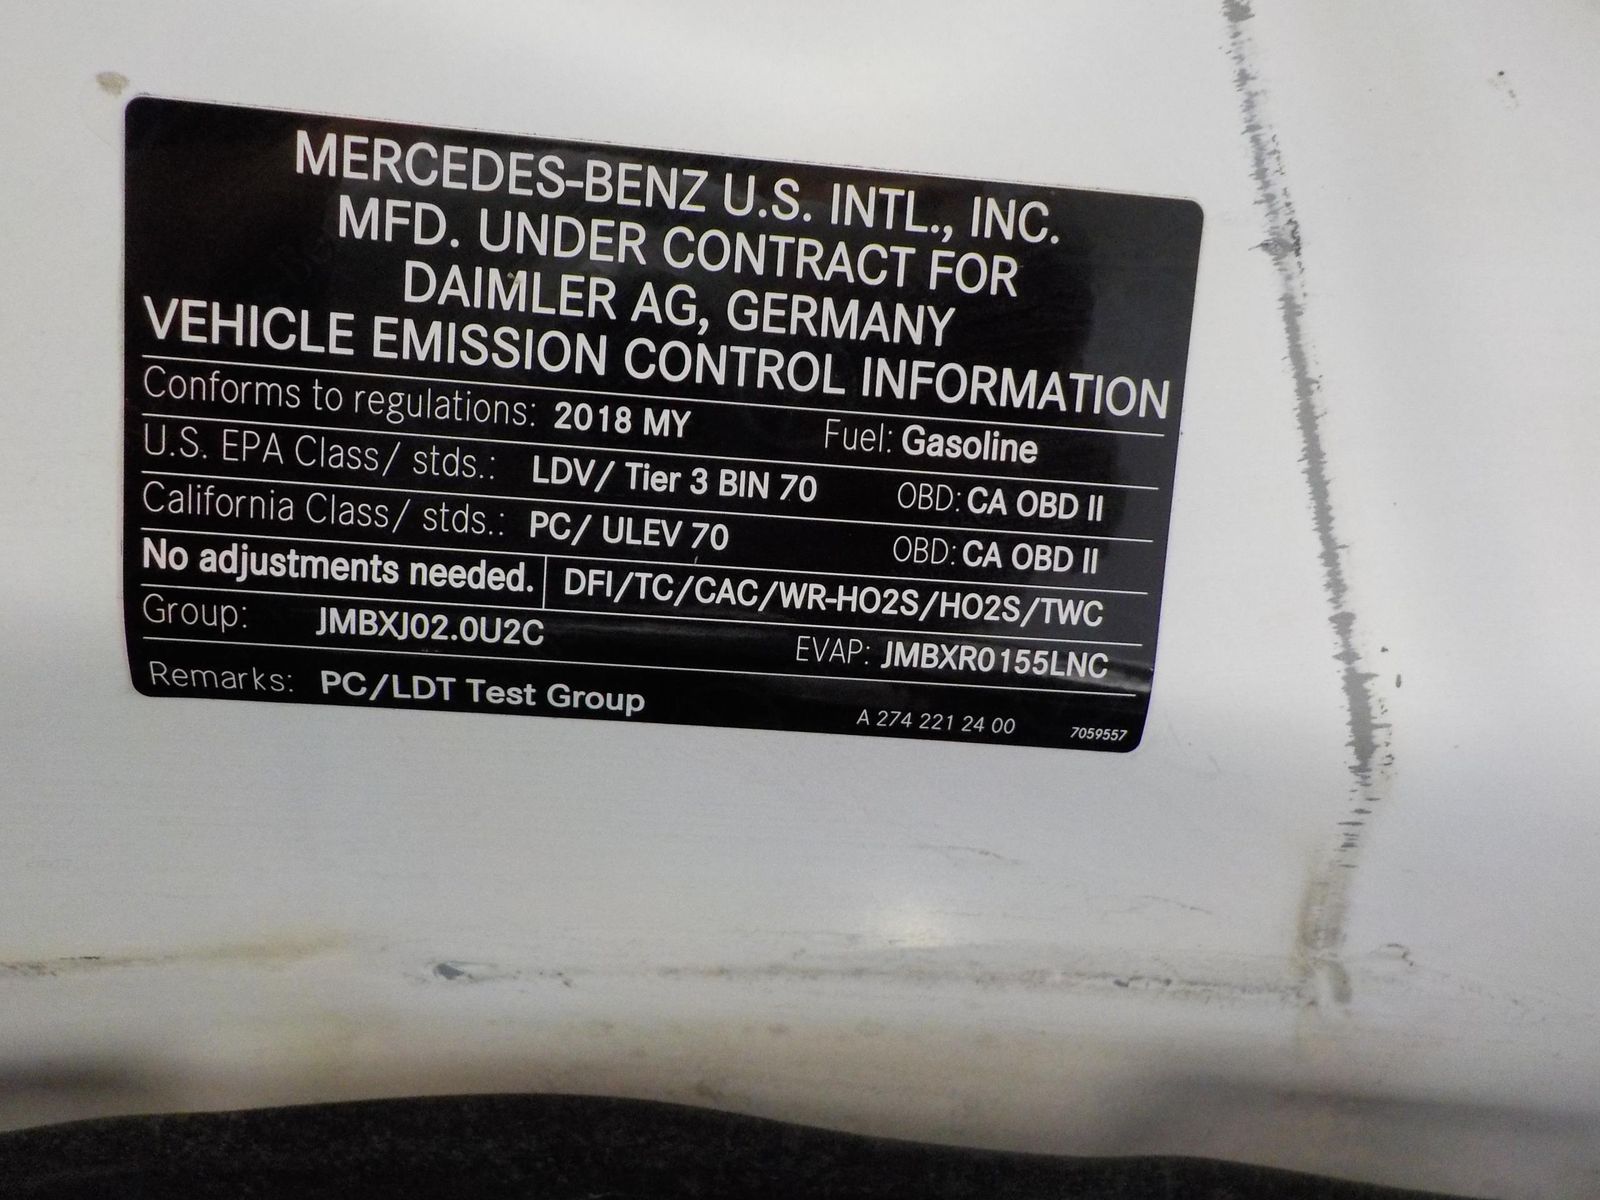 MERCEDES-BENZ U.S. INTL., INC.
MFD. UNDER CONTRACT FOR
DAIMLER AG, GERMANY
VEHICLE EMISSION CONTROL INFORMATION
Conforms to regulations: 2018 MY Fuel: Gasoline
U.S. EPA Class/ stds.: LDV/ Tier 3 BIN 70 OBD: CA OBD II
California Class/ stds.: PC/ ULEV 70 OBD: CA OBD II
No adjustments needed. DFI/TC/CAC/WR-HO2S/HO2S/TWC
Group: JMBXJ02.0U2C EVAP: JMBXR0155LNC
Remarks: PC/LDT Test Group A 274 221 24 00 7059557